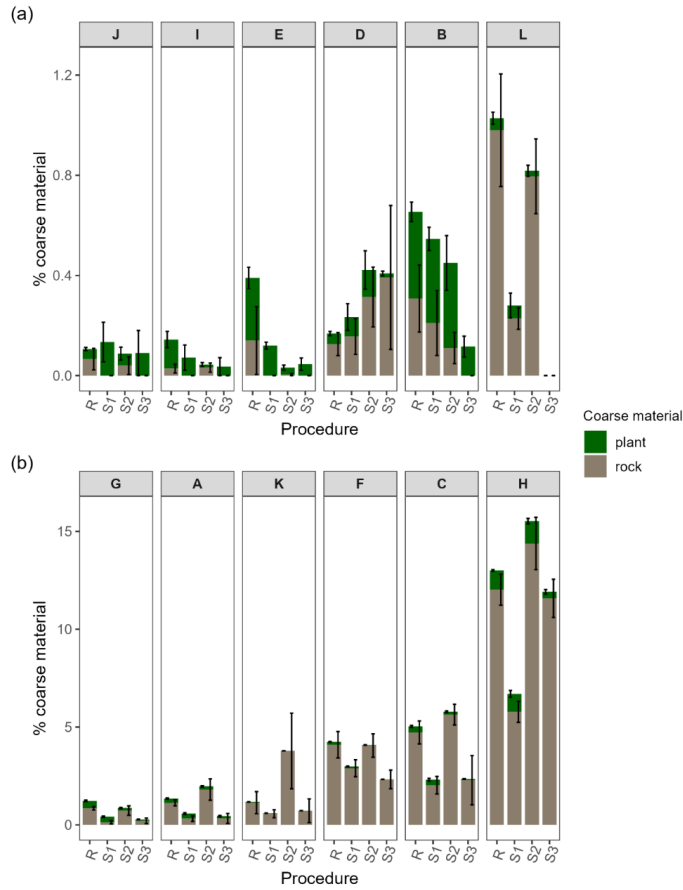 (a)
J I E D B L
1.2
0.8
0.4
0.0
% coarse material
R S1 S2 S3 R S1 S2 S3 R S1 S2 S3 R S1 S2 S3 R S1 S2 S3 R S1 S2 S3
Procedure
Coarse material
plant
rock
(b)
G A K F C H
15
10
5
0
% coarse material
R S1 S2 S3 R S1 S2 S3 R S1 S2 S3 R S1 S2 S3 R S1 S2 S3 R S1 S2 S3
Procedure